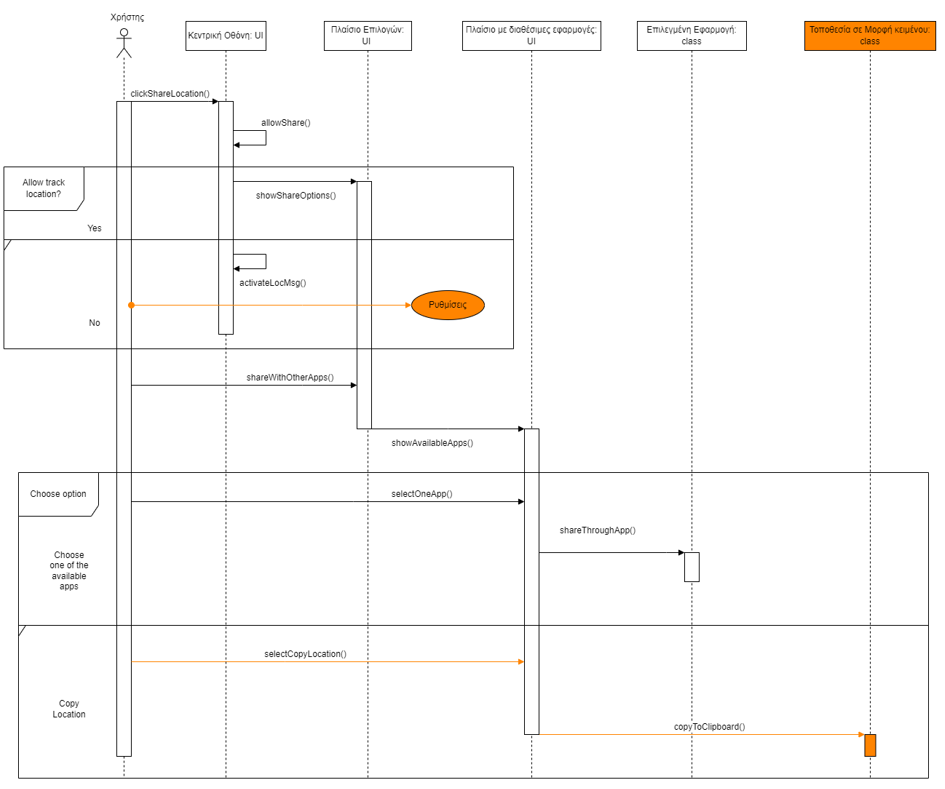 Χρήστης
Κεντρική Οθόνη: UI
Πλαίσιο Επιλογών:
UI
Πλαίσιο με διαθέσιμες εφαρμογές:
UI
Επιλεγμένη Εφαρμογή:
class
Τοποθεσία σε Μορφή κειμένου:
class
clickShareLocation()
allowShare()
Allow track
location?
showShareOptions()
Yes
activateLocMsg()
Ρυθμίσεις
No
shareWithOtherApps()
showAvailableApps()
Choose option
selectOneApp()
shareThroughApp()
Choose
one of the
available
apps
selectCopyLocation()
Copy
Location
copyToClipboard()